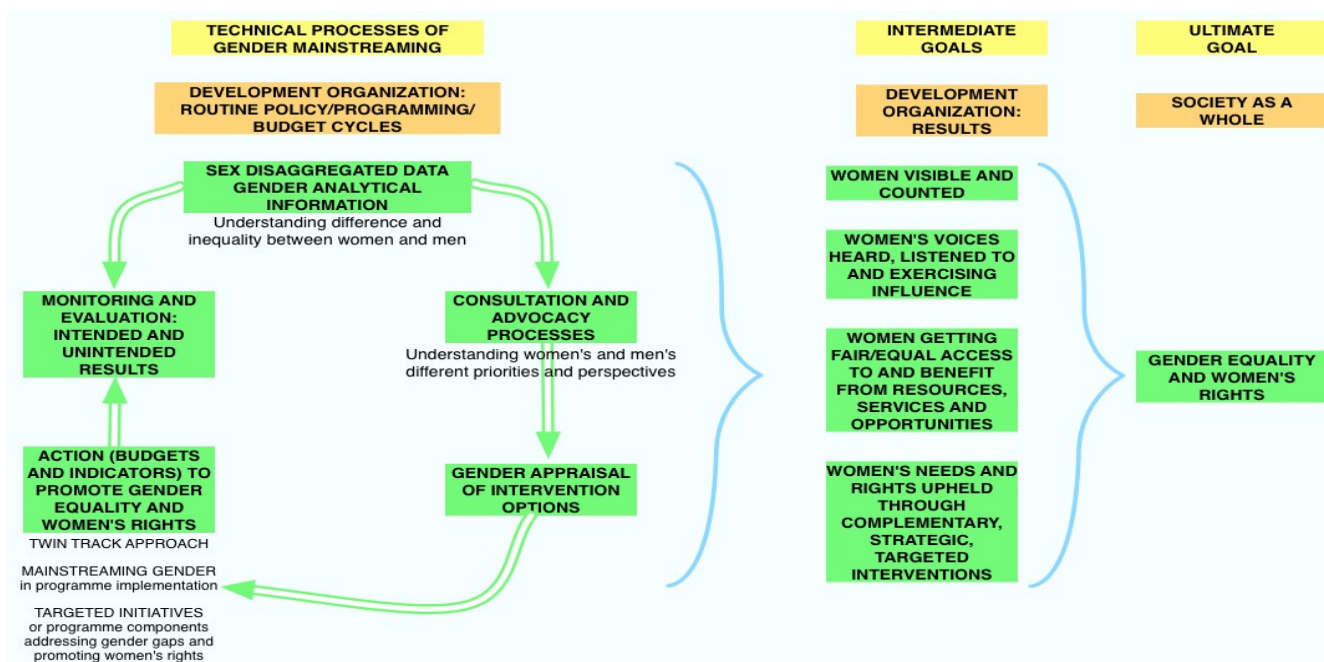 TECHNICAL PROCESSES OF
GENDER MAINSTREAMING
INTERMEDIATE
GOALS
ULTIMATE
GOAL
DEVELOPMENT ORGANIZATION:
ROUTINE POLICY/PROGRAMMING/
BUDGET CYCLES
DEVELOPMENT
ORGANIZATION:
RESULTS
SOCIETY AS A
WHOLE
SEX DISAGGREGATED DATA
GENDER ANALYTICAL
INFORMATION
Understanding difference and
inequality between women and men
MONITORING AND
EVALUATION:
INTENDED AND
UNINTENDED
RESULTS
CONSULTATION AND
ADVOCACY
PROCESSES
Understanding women's and men's
different priorities and perspectives
ACTION (BUDGETS
AND INDICATORS) TO
PROMOTE GENDER
EQUALITY AND
WOMEN'S RIGHTS
TWIN TRACK APPROACH
MAINSTREAMING GENDER
in programme implementation
TARGETED INITIATIVES
or programme components
addressing gender gaps and
promoting women's rights
GENDER APPRAISAL
OF INTERVENTION
OPTIONS
WOMEN VISIBLE AND
COUNTED
WOMEN'S VOICES
HEARD, LISTENED TO
AND EXERCISING
INFLUENCE
WOMEN GETTING
FAIR/EQUAL ACCESS
TO AND BENEFIT
FROM RESOURCES,
SERVICES AND
OPPORTUNITIES
WOMEN'S NEEDS AND
RIGHTS UPHELD
THROUGH
COMPLEMENTARY,
STRATEGIC,
TARGETED
INTERVENTIONS
GENDER EQUALITY
AND WOMEN'S
RIGHTS